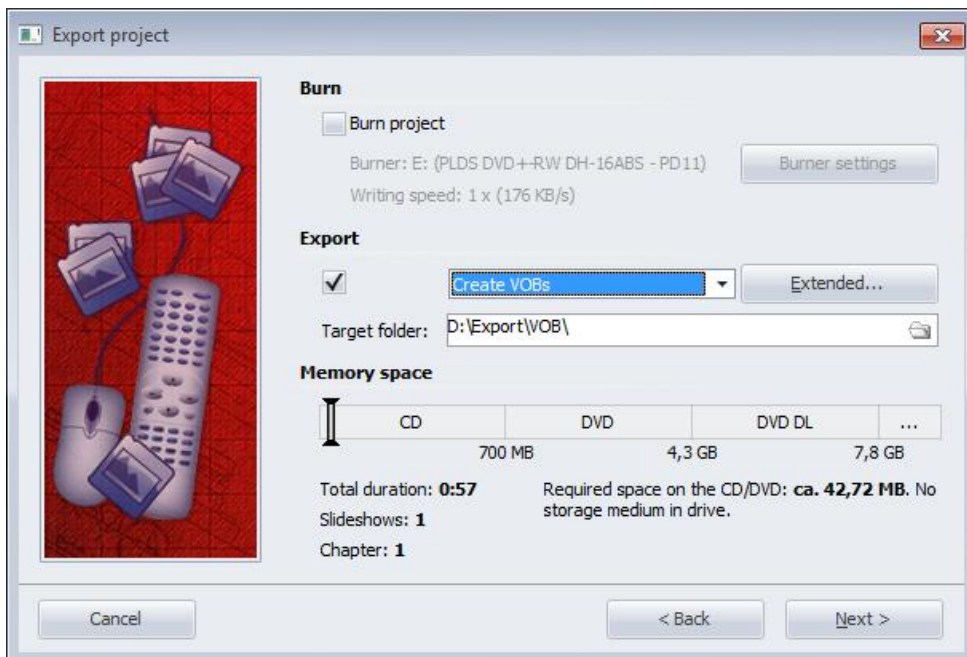 Export project
Burn
Burn project
Burner: E: (PLDS DVD+-RW DH-16ABS - PD11)
Burner settings
Writing speed: 1 x (176 KB/s)
Export
Create VOBs
Extended...
Target folder:
D:\Export\VOB\
Memory space
CD
DVD
DVD DL
...
700 MB
4,3 GB
7,8 GB
Total duration: 0:57
Required space on the CD/DVD: ca. 42,72 MB. No
storage medium in drive.
Slideshows: 1
Chapter: 1
Cancel
< Back
Next >